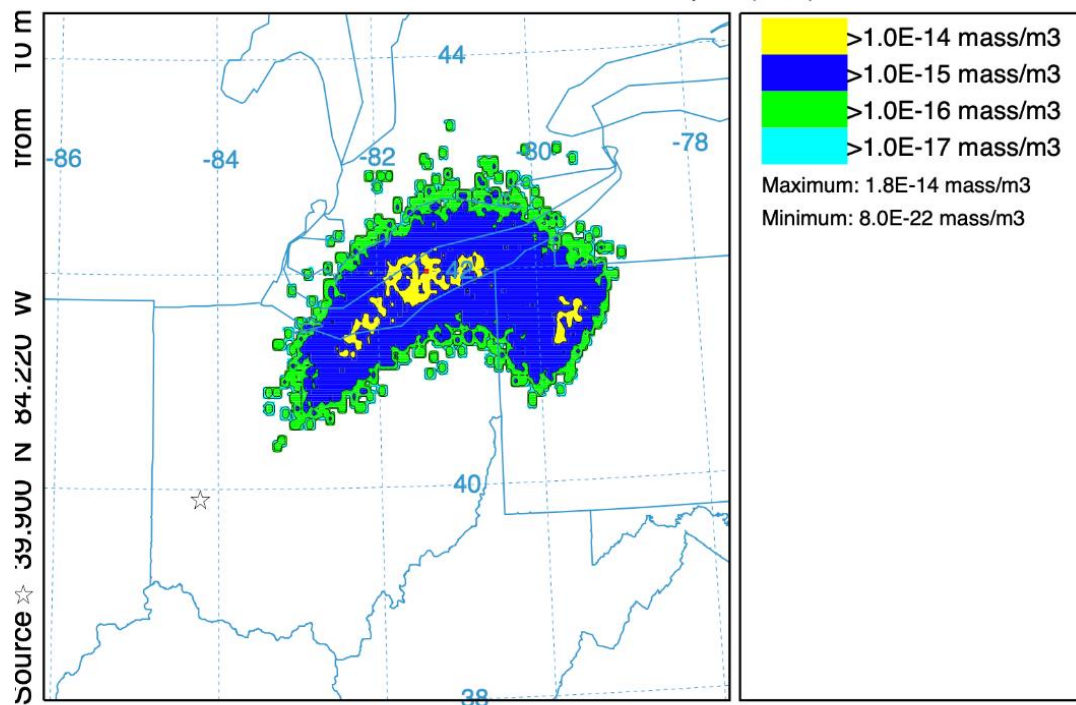 Source ☆ 39.900 N 84.220 W from 10 m
44
-86
-84
-82
-80
-78
42
40
38
>1.0E-14 mass/m3
>1.0E-15 mass/m3
>1.0E-16 mass/m3
>1.0E-17 mass/m3
Maximum: 1.8E-14 mass/m3
Minimum: 8.0E-22 mass/m3